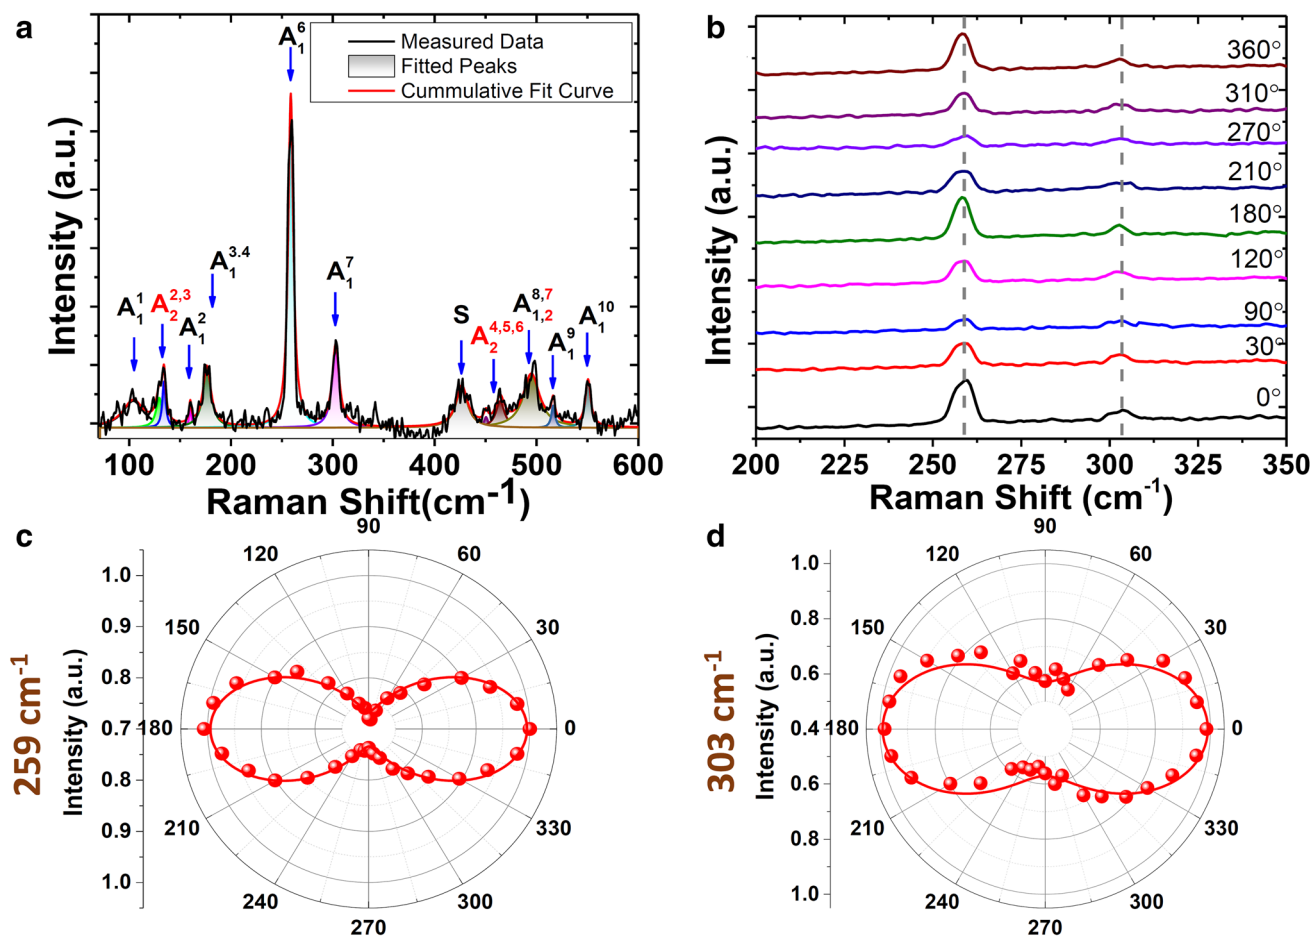 a
Intensity (a.u.)
A₁⁶
Measured Data
Fitted Peaks
Cummulative Fit Curve
A₁¹
A₂²,³
A₁²
A₁³·⁴
A₁⁷
S
A₂⁴,⁵,⁶
A₁,₂⁸,⁷
A₁⁹
A₁¹⁰
100 200 300 400 500 600
Raman Shift(cm⁻¹)
b
Intensity (a.u.)
360°
310°
270°
210°
180°
120°
90°
30°
0°
200 225 250 275 300 325 350
Raman Shift (cm⁻¹)
c
259 cm⁻¹
Intensity (a.u.)
1.0
0.9
0.8
0.7
0.8
0.9
1.0
90
120
60
150
30
180
0
210
330
240
300
270
d
303 cm⁻¹
Intensity (a.u.)
1.0
0.8
0.6
0.4
0.6
0.8
1.0
90
120
60
150
30
180
0
210
330
240
300
270